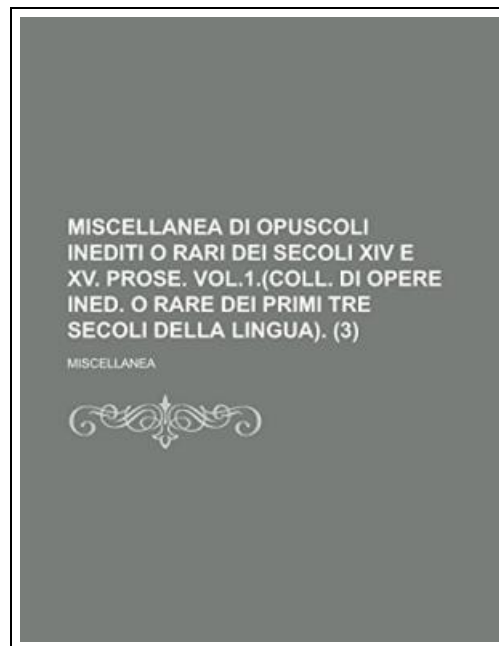 MISCELLANEA DI OPUSCOLI
INEDITI O RARI DEI SECOLI XIV E
XV. PROSE. VOL.1.(COLL. DI OPERE
INED. O RARE DEI PRIMI TRE
SECOLI DELLA LINGUA). (3)
MISCELLANEA